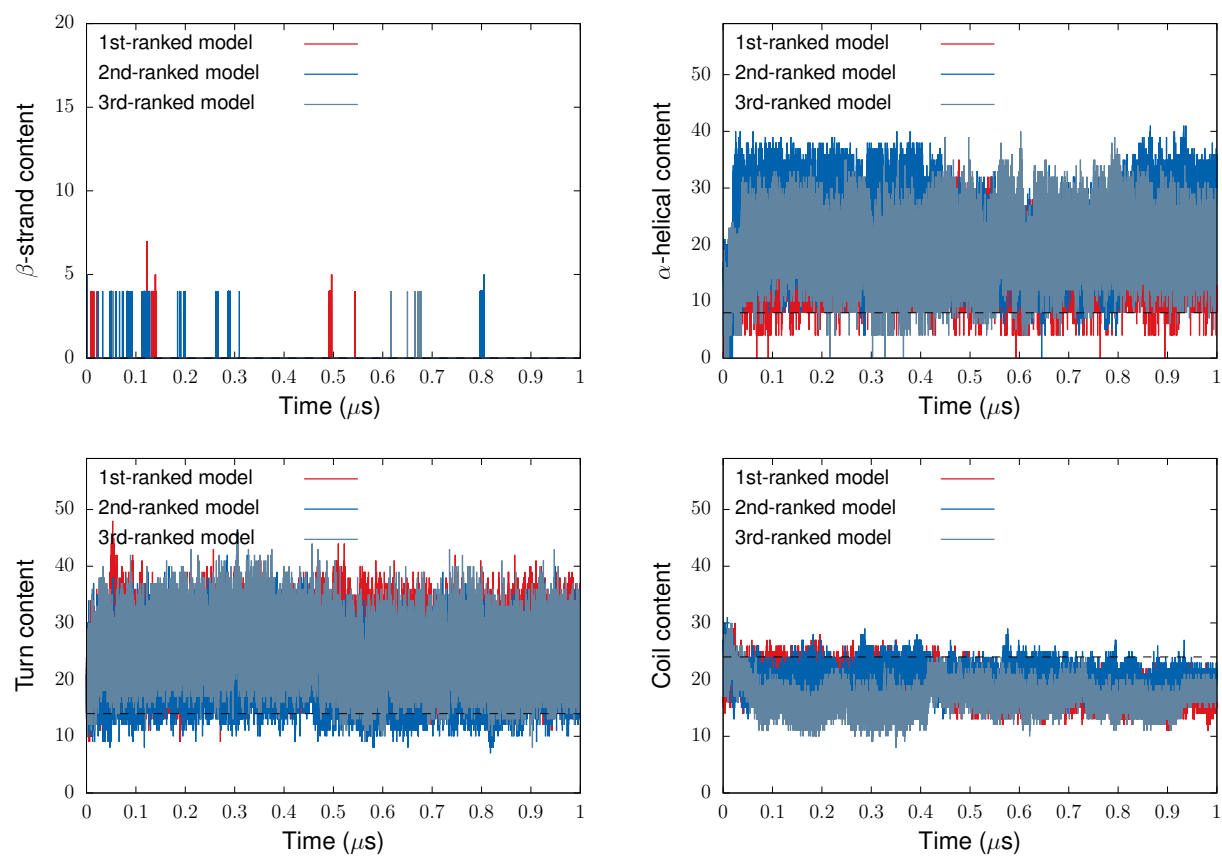 β-strand content
20
15
10
5
0
1st-ranked model
2nd-ranked model
3rd-ranked model
0 0.1 0.2 0.3 0.4 0.5 0.6 0.7 0.8 0.9 1
Time (μs)
α-helical content
50
40
30
20
10
0
1st-ranked model
2nd-ranked model
3rd-ranked model
0 0.1 0.2 0.3 0.4 0.5 0.6 0.7 0.8 0.9 1
Time (μs)
Turn content
50
40
30
20
10
0
1st-ranked model
2nd-ranked model
3rd-ranked model
0 0.1 0.2 0.3 0.4 0.5 0.6 0.7 0.8 0.9 1
Time (μs)
Coil content
50
40
30
20
10
0
1st-ranked model
2nd-ranked model
3rd-ranked model
0 0.1 0.2 0.3 0.4 0.5 0.6 0.7 0.8 0.9 1
Time (μs)